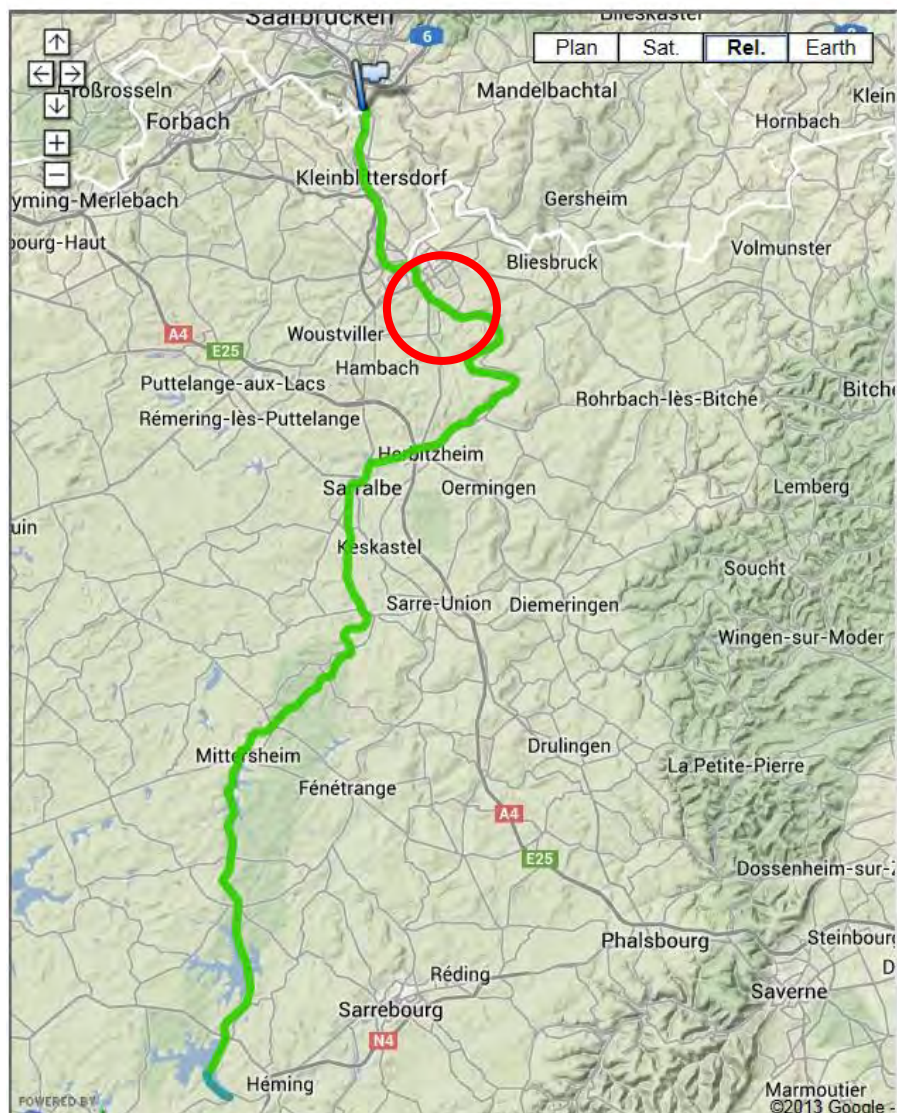 Saarbrücken
Blieskastel
6
Plan Sat. Rel. Earth
Großrosseln
Mandelbachtal
Klein
Forbach
Hornbach
Kleinblittersdorf
yming-Merlebach
Gersheim
bourg-Haut
Volmunster
Bliesbruck
A4
Woustviller
E25
Hambach
Puttelange-aux-Lacs
Bitche
Rohrbach-lès-Bitche
Rémering-lès-Puttelange
Herbitzheim
Sarralbe
Oermingen
Lemberg
uin
Keskastel
Soucht
Sarre-Union
Diemeringen
Wingen-sur-Moder
Drulingen
Mittersheim
La Petite-Pierre
Fénétrange
A4
E25
Dossenheim-sur-Z
Phalsbourg
Steinbourg
D
Réding
Saverne
Sarrebourg
N4
Héming
Marmoutier
POWERED BY
©2013 Google -